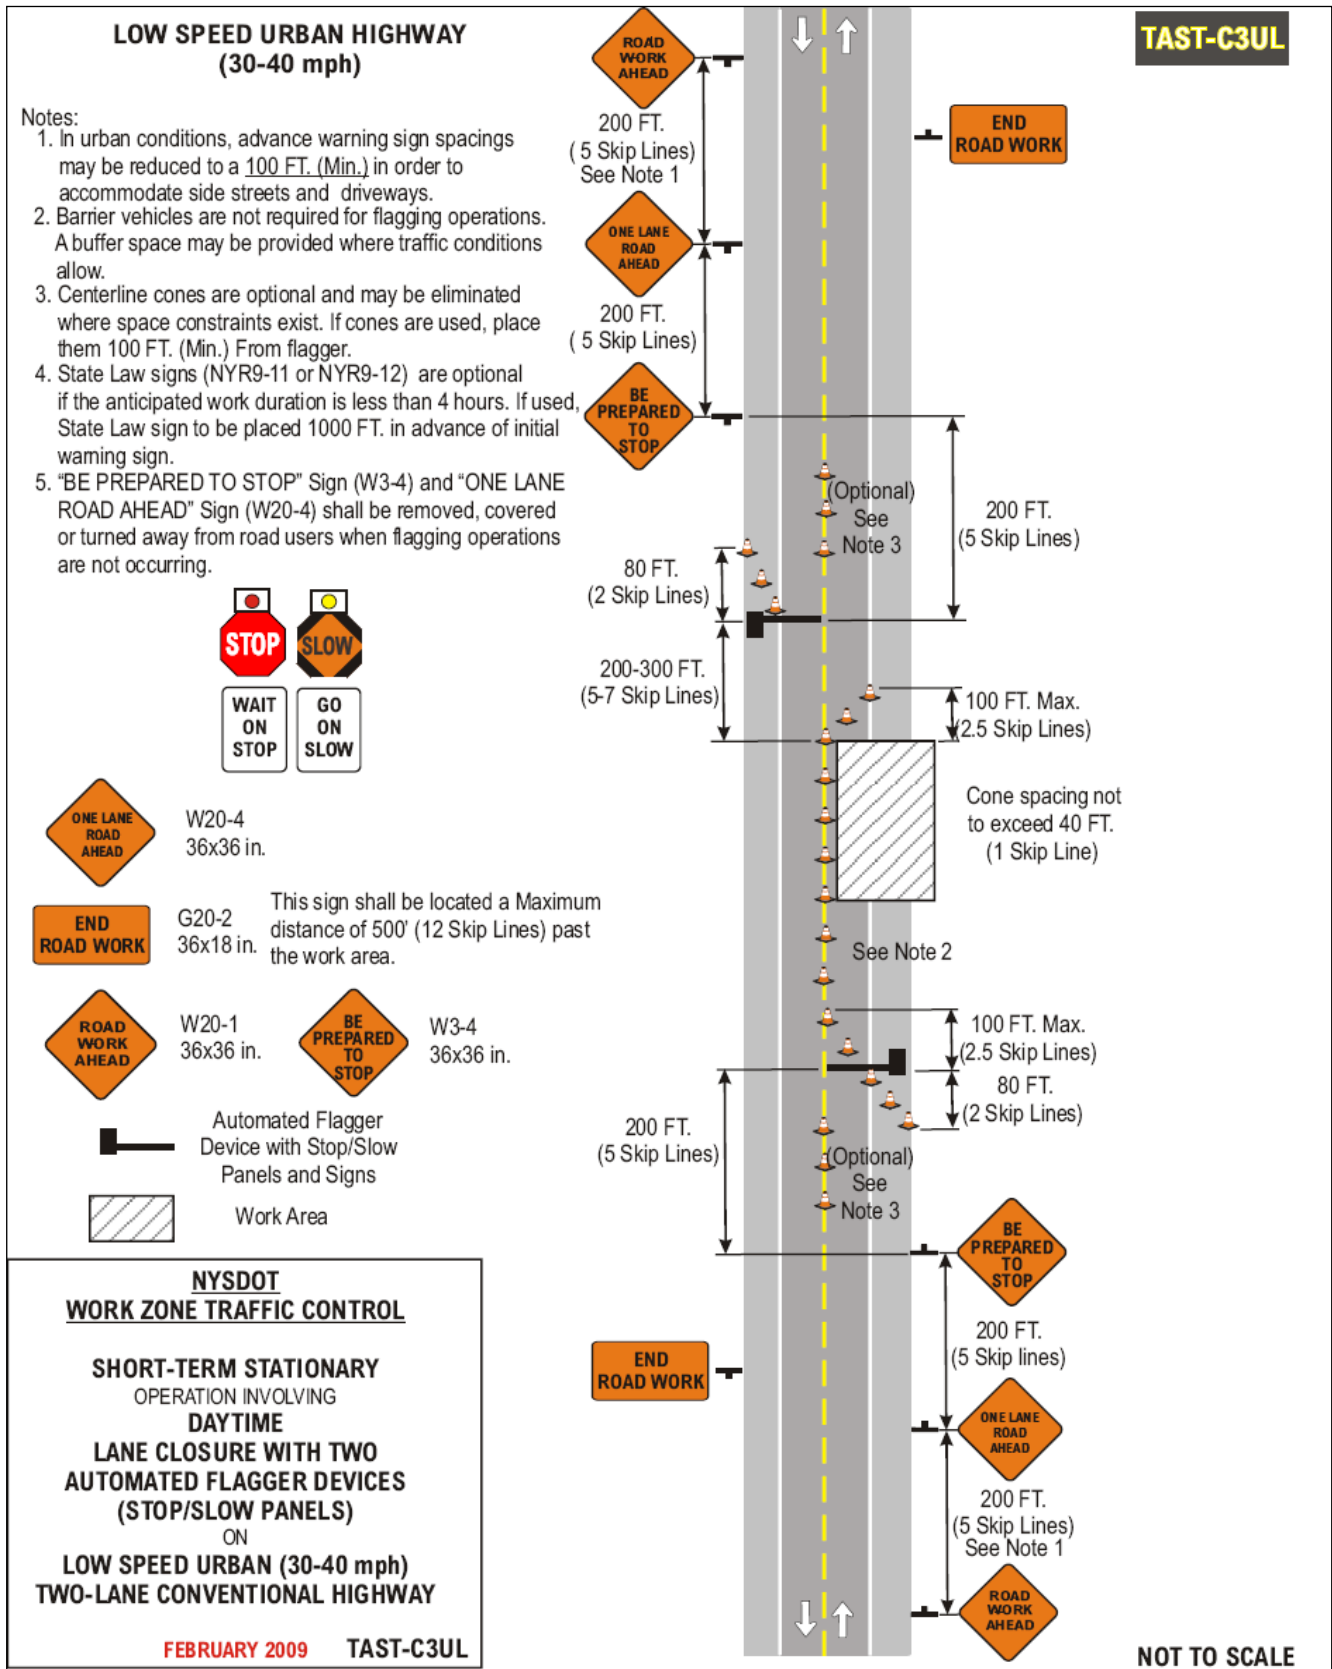 LOW SPEED URBAN HIGHWAY
(30-40 mph)
TAST-C3UL
Notes:
1. In urban conditions, advance warning sign spacings
may be reduced to a 100 FT. (Min.) in order to
accommodate side streets and driveways.
2. Barrier vehicles are not required for flagging operations.
A buffer space may be provided where traffic conditions
allow.
3. Centerline cones are optional and may be eliminated
where space constraints exist. If cones are used, place
them 100 FT. (Min.) From flagger.
4. State Law signs (NYR9-11 or NYR9-12) are optional
if the anticipated work duration is less than 4 hours. If used,
State Law sign to be placed 1000 FT. in advance of initial
warning sign.
5. “BE PREPARED TO STOP” Sign (W3-4) and “ONE LANE
ROAD AHEAD” Sign (W20-4) shall be removed, covered
or turned away from road users when flagging operations
are not occurring.
STOP
SLOW
WAIT
ON
STOP
GO
ON
SLOW
ONE LANE
ROAD
AHEAD
W20-4
36x36 in.
END
ROAD WORK
G20-2
36x18 in.
This sign shall be located a Maximum
distance of 500' (12 Skip Lines) past
the work area.
ROAD
WORK
AHEAD
W20-1
36x36 in.
BE
PREPARED
TO
STOP
W3-4
36x36 in.
Automated Flagger
Device with Stop/Slow
Panels and Signs
Work Area
NYSDOT
WORK ZONE TRAFFIC CONTROL
SHORT-TERM STATIONARY
OPERATION INVOLVING
DAYTIME
LANE CLOSURE WITH TWO
AUTOMATED FLAGGER DEVICES
(STOP/SLOW PANELS)
ON
LOW SPEED URBAN (30-40 mph)
TWO-LANE CONVENTIONAL HIGHWAY
FEBRUARY 2009
TAST-C3UL
ROAD
WORK
AHEAD
200 FT.
( 5 Skip Lines)
See Note 1
END
ROAD WORK
ONE LANE
ROAD
AHEAD
200 FT.
( 5 Skip Lines)
BE
PREPARED
TO
STOP
(Optional)
See
Note 3
200 FT.
(5 Skip Lines)
80 FT.
(2 Skip Lines)
200-300 FT.
(5-7 Skip Lines)
100 FT. Max.
(2.5 Skip Lines)
Cone spacing not
to exceed 40 FT.
(1 Skip Line)
See Note 2
100 FT. Max.
(2.5 Skip Lines)
80 FT.
(2 Skip Lines)
200 FT.
(5 Skip Lines)
(Optional)
See
Note 3
BE
PREPARED
TO
STOP
200 FT.
(5 Skip lines)
END
ROAD WORK
ONE LANE
ROAD
AHEAD
200 FT.
(5 Skip Lines)
See Note 1
ROAD
WORK
AHEAD
NOT TO SCALE